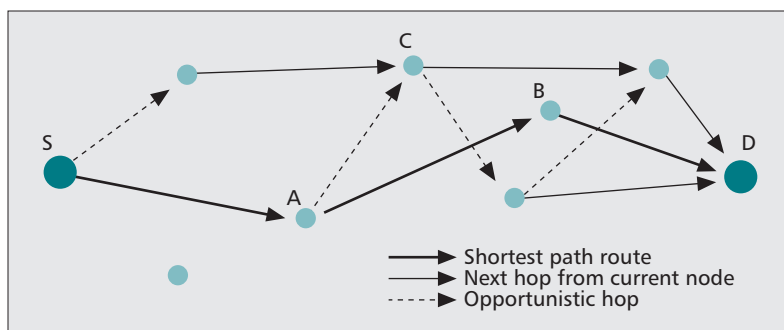 C
B
S
D
A
Shortest path route
Next hop from current node
Opportunistic hop